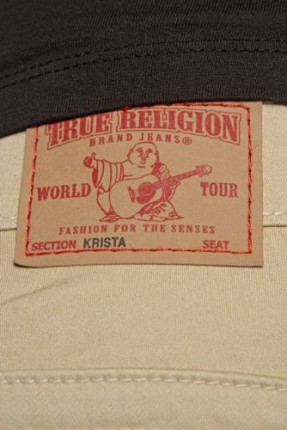 TRUE RELIGION
BRAND JEANS®
WORLD TOUR
FASHION FOR THE SENSES
SECTION KRISTA SEAT